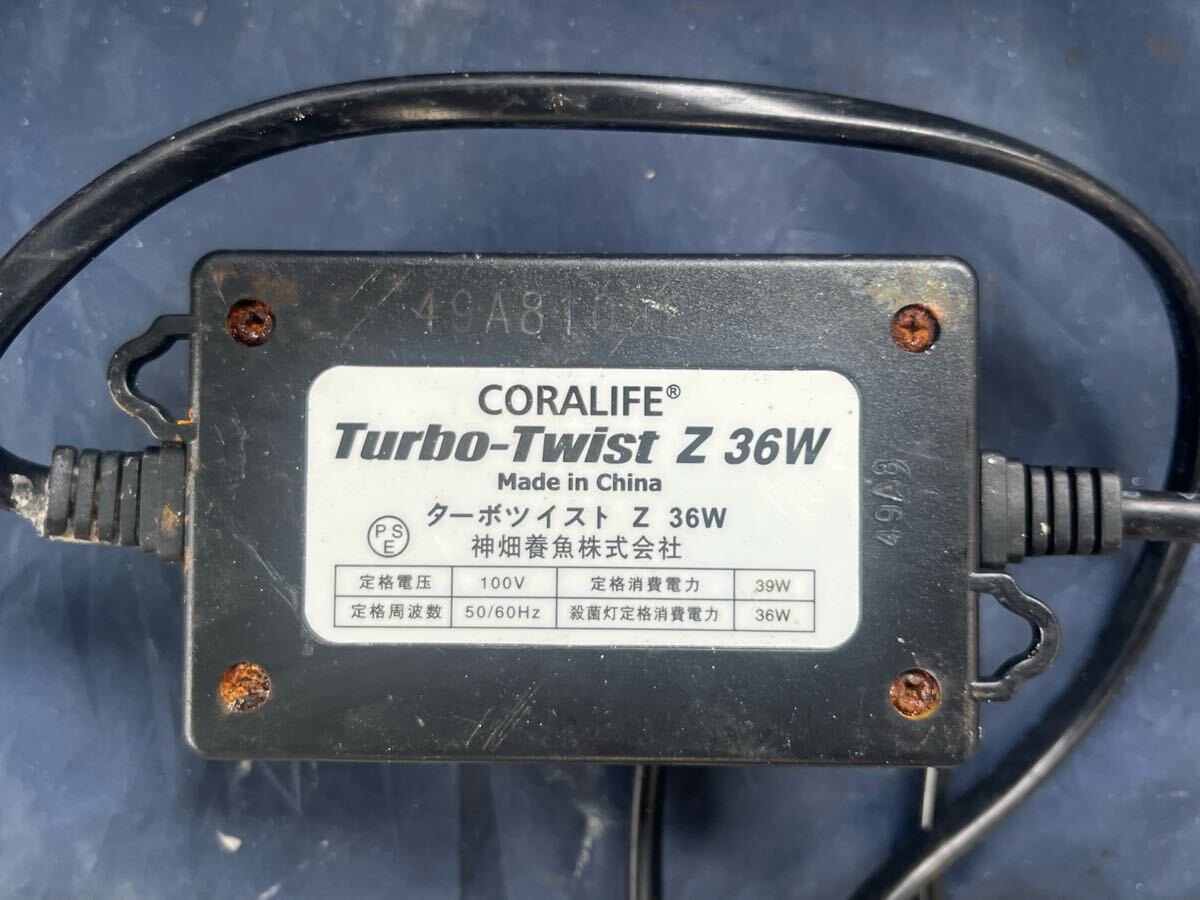 CORALIFE®
Turbo-Twist Z 36W
Made in China
ターボツイスト Z 36W
PSE
神畑養魚株式会社
定格電圧 100V 定格消費電力 39W
定格周波数 50/60Hz 殺菌灯定格消費電力 36W
49A8